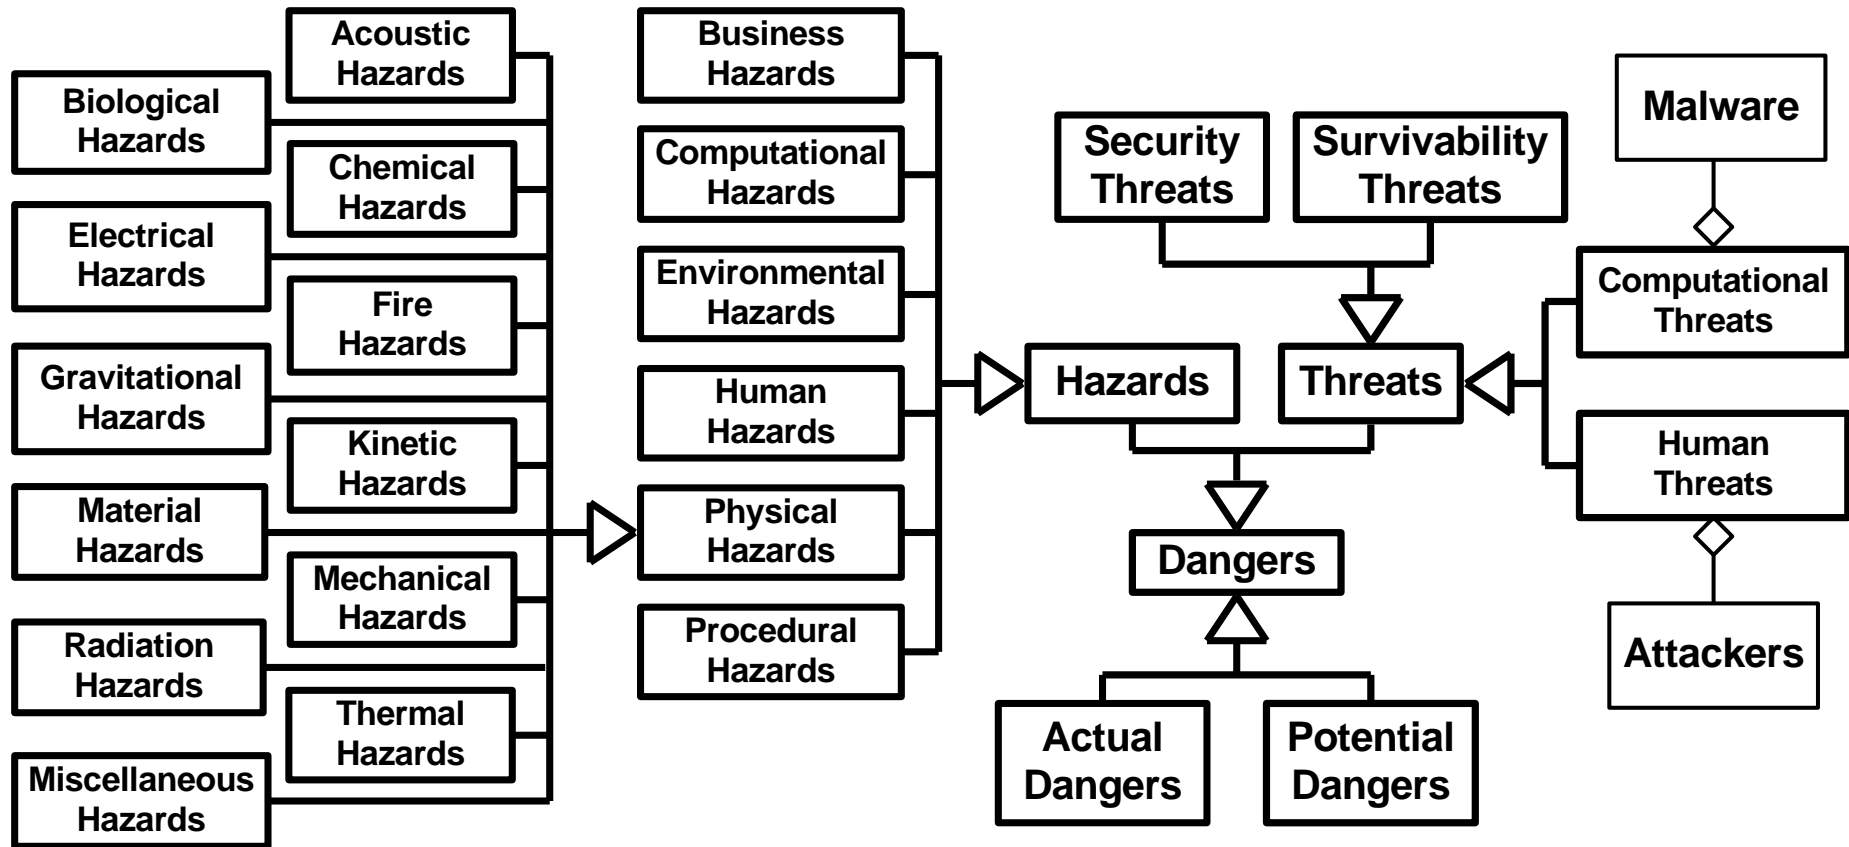 Acoustic
Hazards
Biological
Hazards
Chemical
Hazards
Electrical
Hazards
Fire
Hazards
Gravitational
Hazards
Kinetic
Hazards
Material
Hazards
Mechanical
Hazards
Radiation
Hazards
Thermal
Hazards
Miscellaneous
Hazards
Business
Hazards
Computational
Hazards
Environmental
Hazards
Human
Hazards
Physical
Hazards
Procedural
Hazards
Security
Threats
Survivability
Threats
Hazards
Threats
Dangers
Actual
Dangers
Potential
Dangers
Malware
Computational
Threats
Human
Threats
Attackers